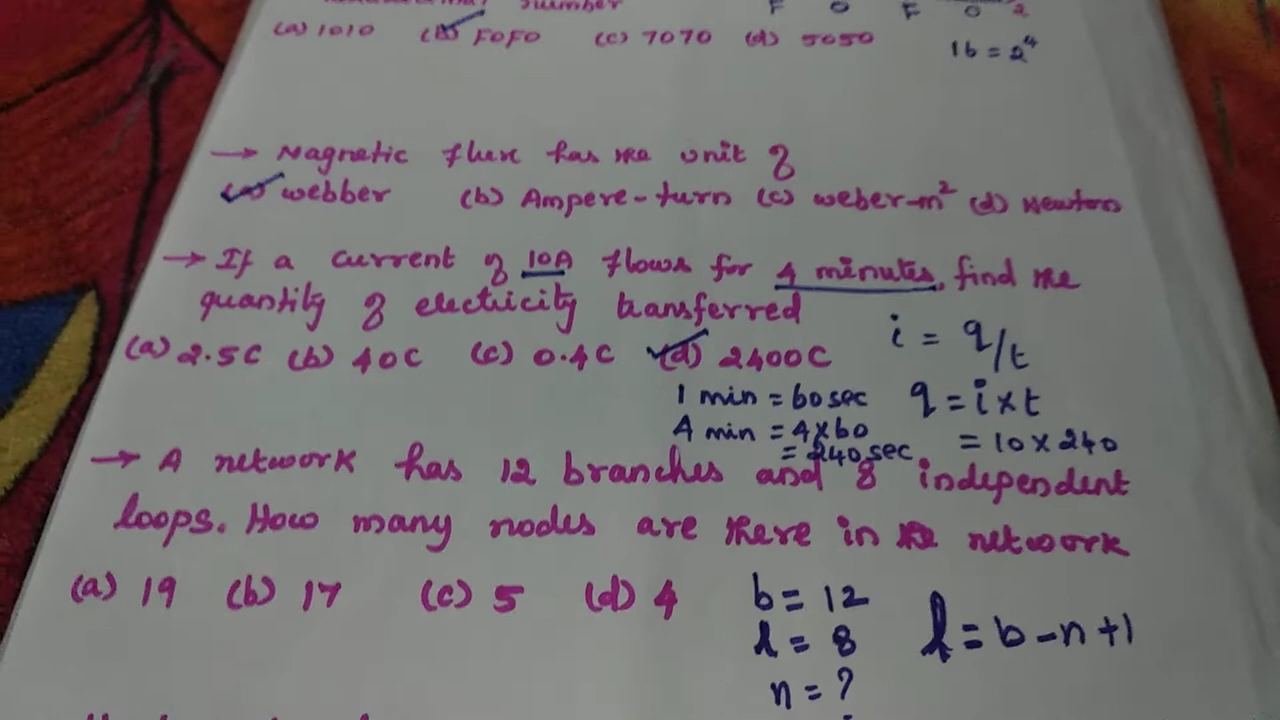 number F O F O 2
(a) 1010 (b) FOFO (c) 7070 (d) 5050
16 = 2⁴
→ Magnetic flux has the unit of
(a) webber (b) Ampere-turn (c) weber-m² (d) Newton
→ If a current of 10A flows for 4 minutes, find the
quantity of electricity transferred
(a) 2.5C (b) 40C (c) 0.4C (d) 2400C
i = q/t
1 min = 60 sec q = i x t
4 min = 4x60 = 10 x 240
= 240 sec
→ A network has 12 branches and 8 independent
loops. How many nodes are there in the network
(a) 19 (b) 17 (c) 5 (d) 4
b = 12
l = 8 l = b - n + 1
n = ?